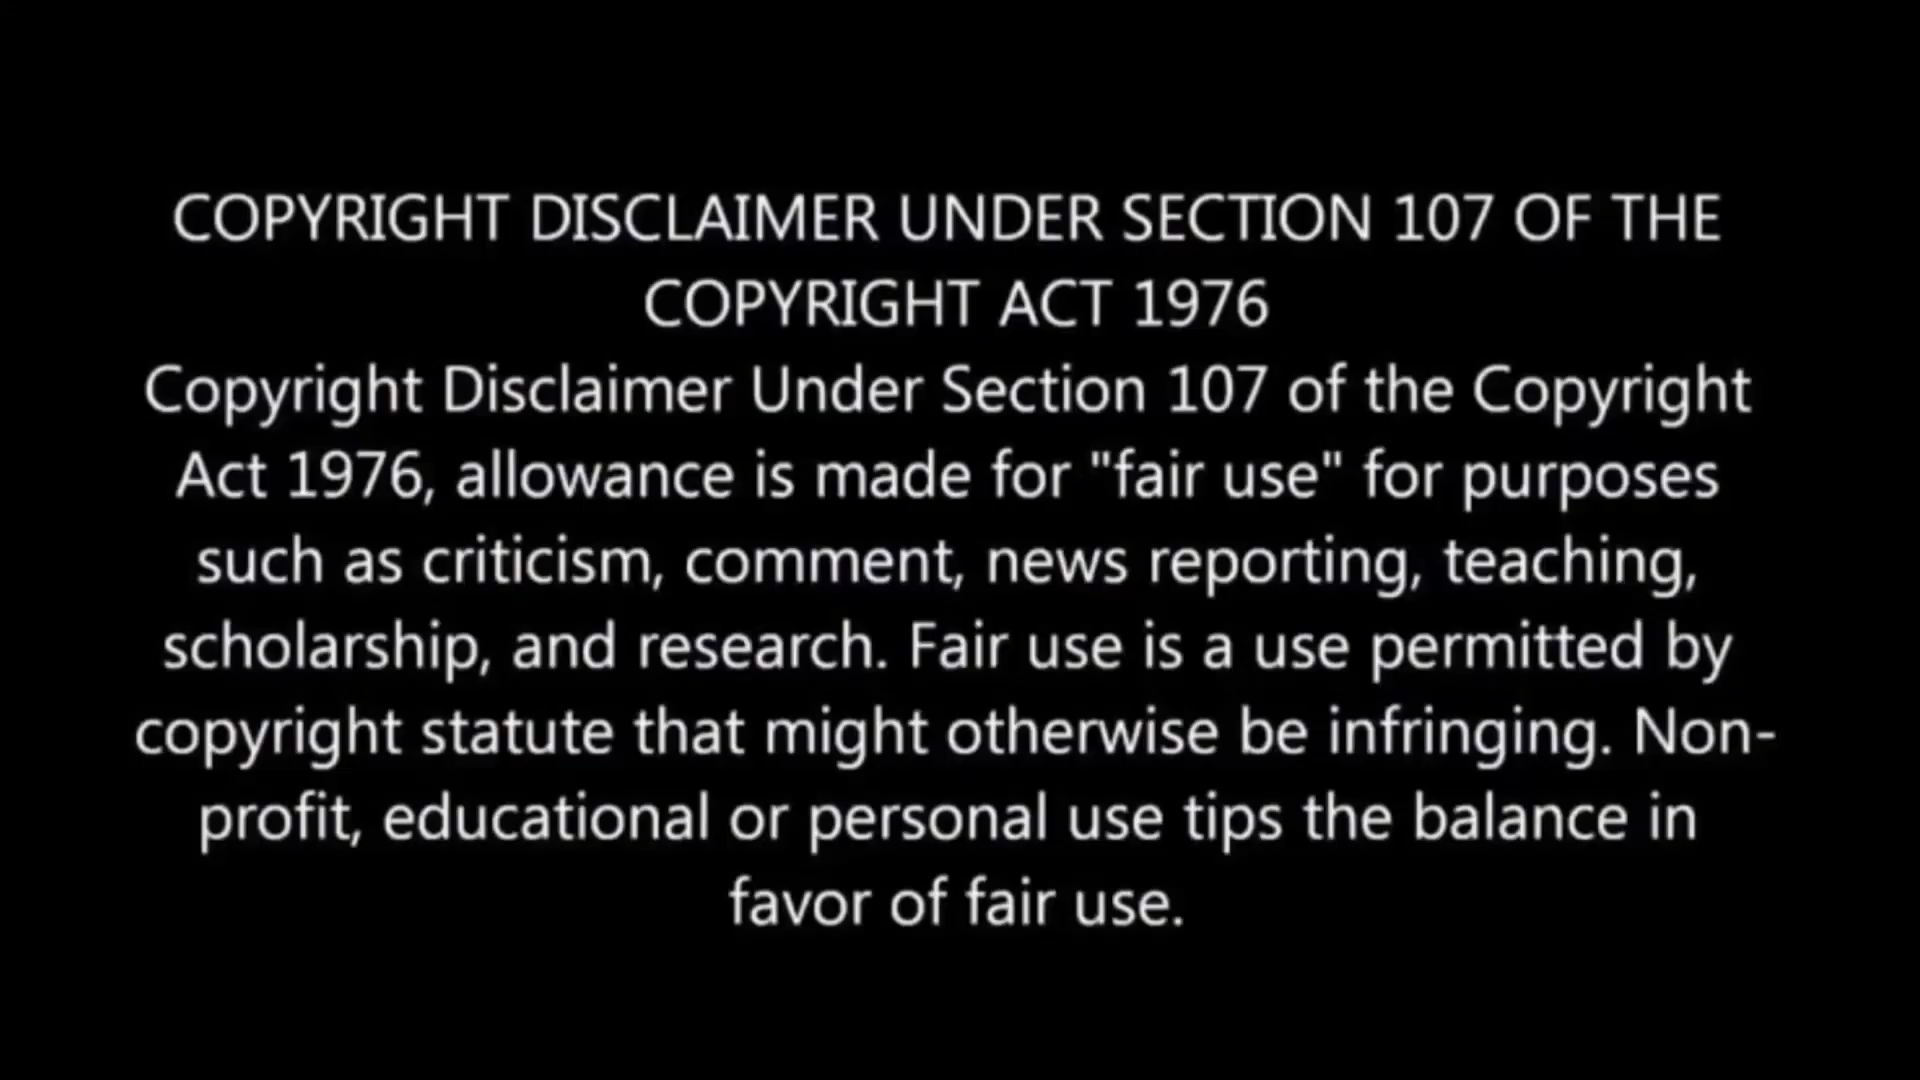 COPYRIGHT DISCLAIMER UNDER SECTION 107 OF THE
COPYRIGHT ACT 1976
Copyright Disclaimer Under Section 107 of the Copyright
Act 1976, allowance is made for "fair use" for purposes
such as criticism, comment, news reporting, teaching,
scholarship, and research. Fair use is a use permitted by
copyright statute that might otherwise be infringing. Non-
profit, educational or personal use tips the balance in
favor of fair use.